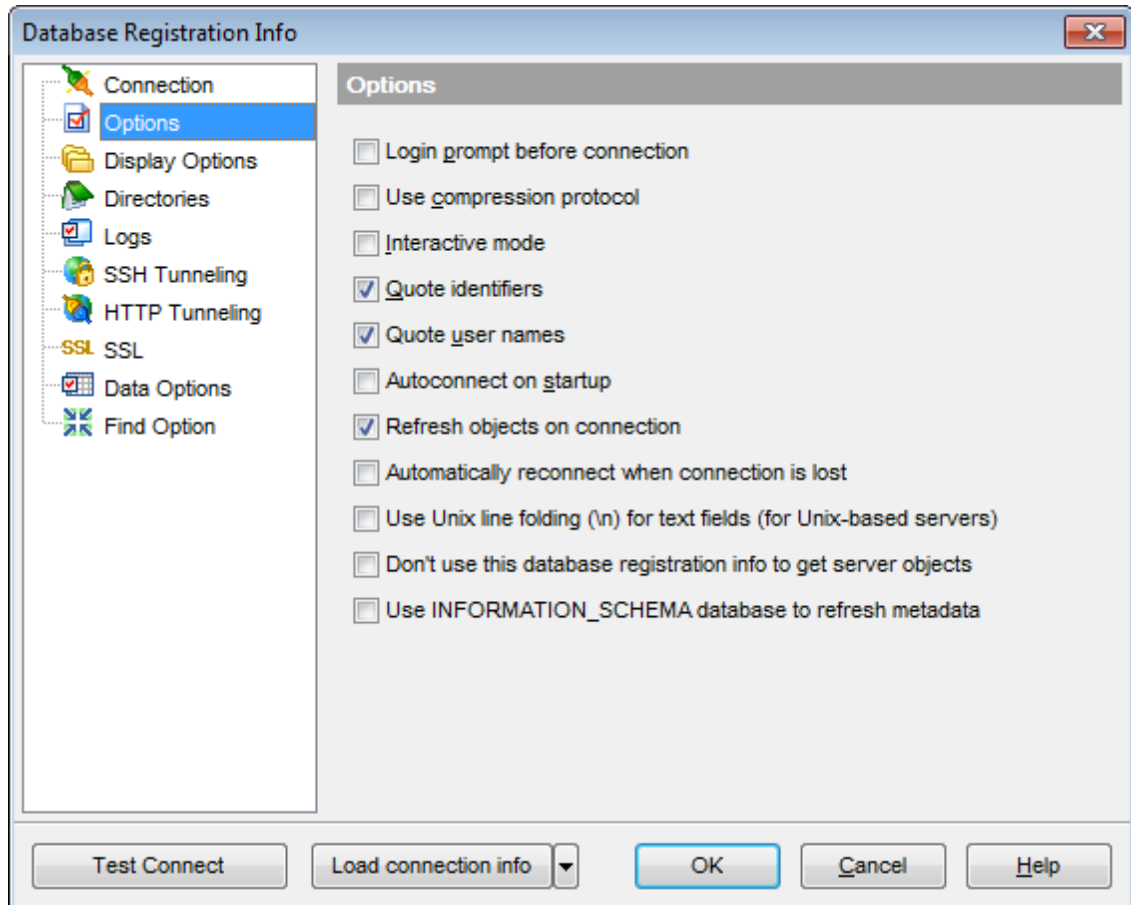 Database Registration Info
Connection
Options
Display Options
Directories
Logs
SSH Tunneling
HTTP Tunneling
SSL SSL
Data Options
Find Option
Options
Login prompt before connection
Use compression protocol
Interactive mode
Quote identifiers
Quote user names
Autoconnect on startup
Refresh objects on connection
Automatically reconnect when connection is lost
Use Unix line folding (\n) for text fields (for Unix-based servers)
Don't use this database registration info to get server objects
Use INFORMATION_SCHEMA database to refresh metadata
Test Connect
Load connection info
OK
Cancel
Help